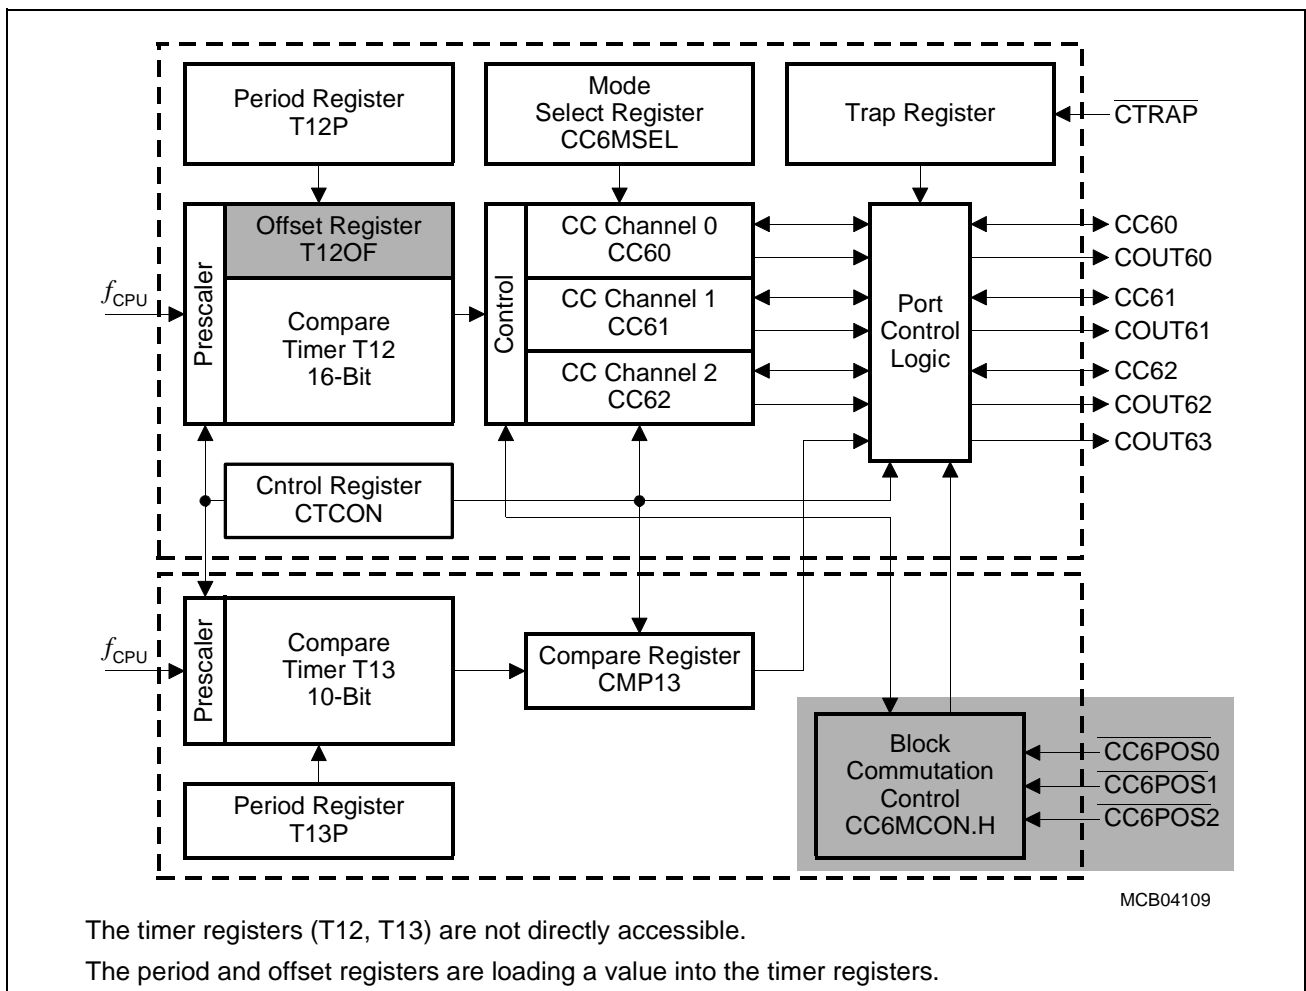 Period Register
T12P
Mode
Select Register
CC6MSEL
Trap Register
CTRAP
Prescaler
Offset Register
T12OF
Compare
Timer T12
16-Bit
fCPU
Control
CC Channel 0
CC60
CC Channel 1
CC61
CC Channel 2
CC62
Port
Control
Logic
CC60
COUT60
CC61
COUT61
CC62
COUT62
COUT63
Cntrol Register
CTCON
fCPU
Prescaler
Compare
Timer T13
10-Bit
Compare Register
CMP13
Period Register
T13P
Block
Commutation
Control
CC6MCON.H
CC6POS0
CC6POS1
CC6POS2
MCB04109
The timer registers (T12, T13) are not directly accessible.
The period and offset registers are loading a value into the timer registers.